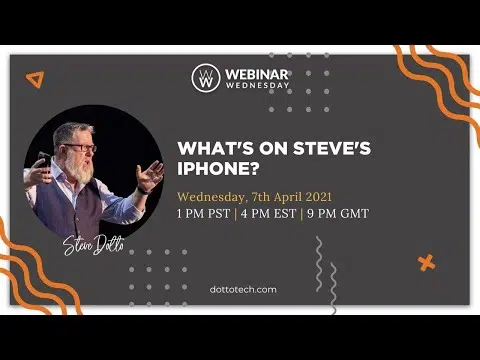 WEBINAR
WEDNESDAY
WHAT'S ON STEVE'S
IPHONE?
Wednesday, 7th April 2021
1 PM PST | 4 PM EST | 9 PM GMT
Steve Dotto
dottotech.com